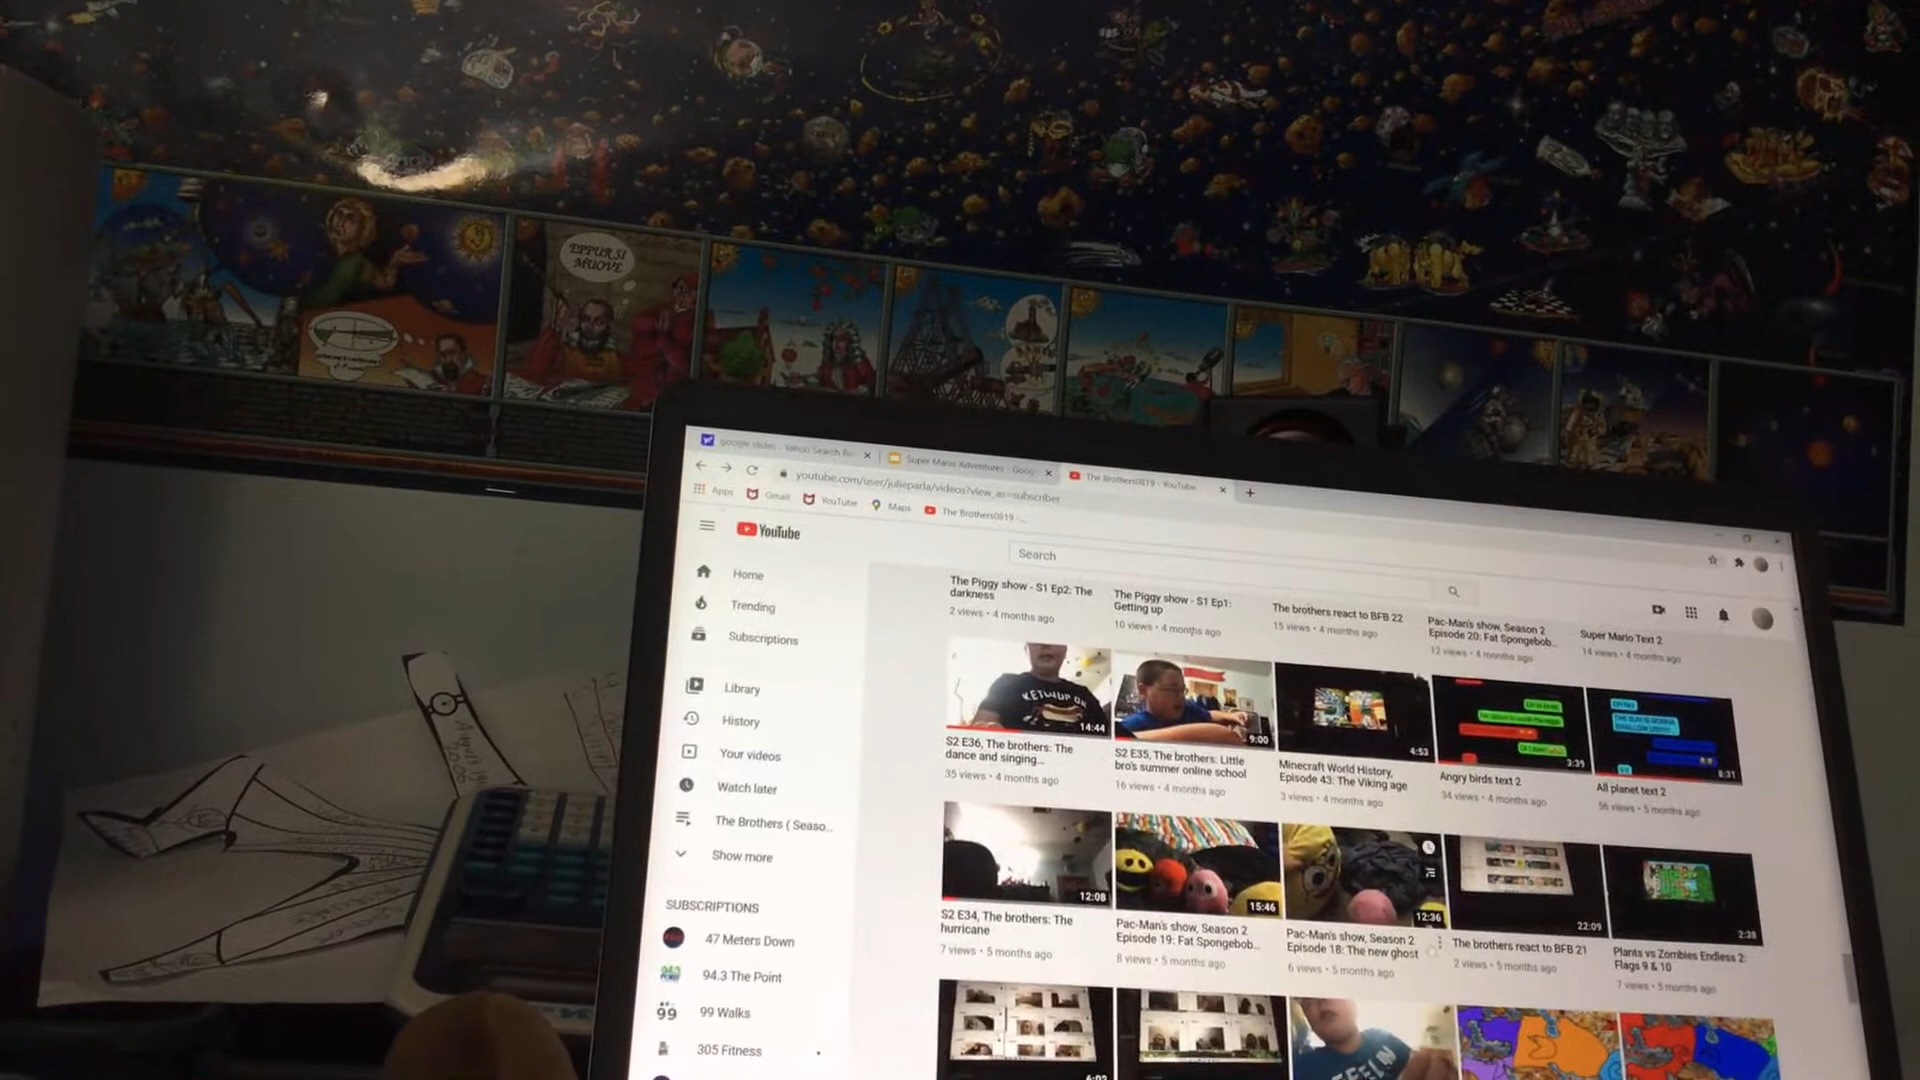 EPPUR SI
MUOVE
google slides - Yahoo Search Re
Super Mario Adventures - Goog
The Brothers0819 - YouTube
youtube.com/user/julieparla/videos?view_as=subscriber
Apps
Gmail
YouTube
Maps
The Brothers0819 -...
YouTube
Search
Home
Trending
Subscriptions
Library
History
Your videos
Watch later
The Brothers ( Seaso...
Show more
SUBSCRIPTIONS
47 Meters Down
94.3 The Point
99
99 Walks
305 Fitness
The Piggy show - S1 Ep2: The
darkness
2 views • 4 months ago
The Piggy show - S1 Ep1:
Getting up
10 views • 4 months ago
The brothers react to BFB 22
15 views • 4 months ago
Pac-Man's show, Season 2
Episode 20: Fat Spongebob...
12 views • 4 months ago
Super Mario Text 2
14 views • 4 months ago
KETCHUP ON
14:44
S2 E36, The brothers: The
dance and singing...
35 views • 4 months ago
9:00
S2 E35, The brothers: Little
bro's summer online school
16 views • 4 months ago
4:53
Minecraft World History,
Episode 43: The Viking age
3 views • 4 months ago
3:39
Angry birds text 2
34 views • 4 months ago
8:31
All planet text 2
56 views • 5 months ago
12:08
S2 E34, The brothers: The
hurricane
7 views • 5 months ago
15:46
Pac-Man's show, Season 2
Episode 19: Fat Spongebob...
8 views • 5 months ago
12:36
Pac-Man's show, Season 2
Episode 18: The new ghost
6 views • 5 months ago
22:09
The brothers react to BFB 21
2 views • 5 months ago
2:38
Plants vs Zombies Endless 2:
Flags 9 & 10
7 views • 5 months ago
6:02